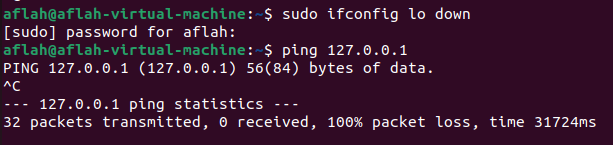 aflah@aflah-virtual-machine:~$ sudo ifconfig lo down
[sudo] password for aflah:
aflah@aflah-virtual-machine:~$ ping 127.0.0.1
PING 127.0.0.1 (127.0.0.1) 56(84) bytes of data.
^C
--- 127.0.0.1 ping statistics ---
32 packets transmitted, 0 received, 100% packet loss, time 31724ms